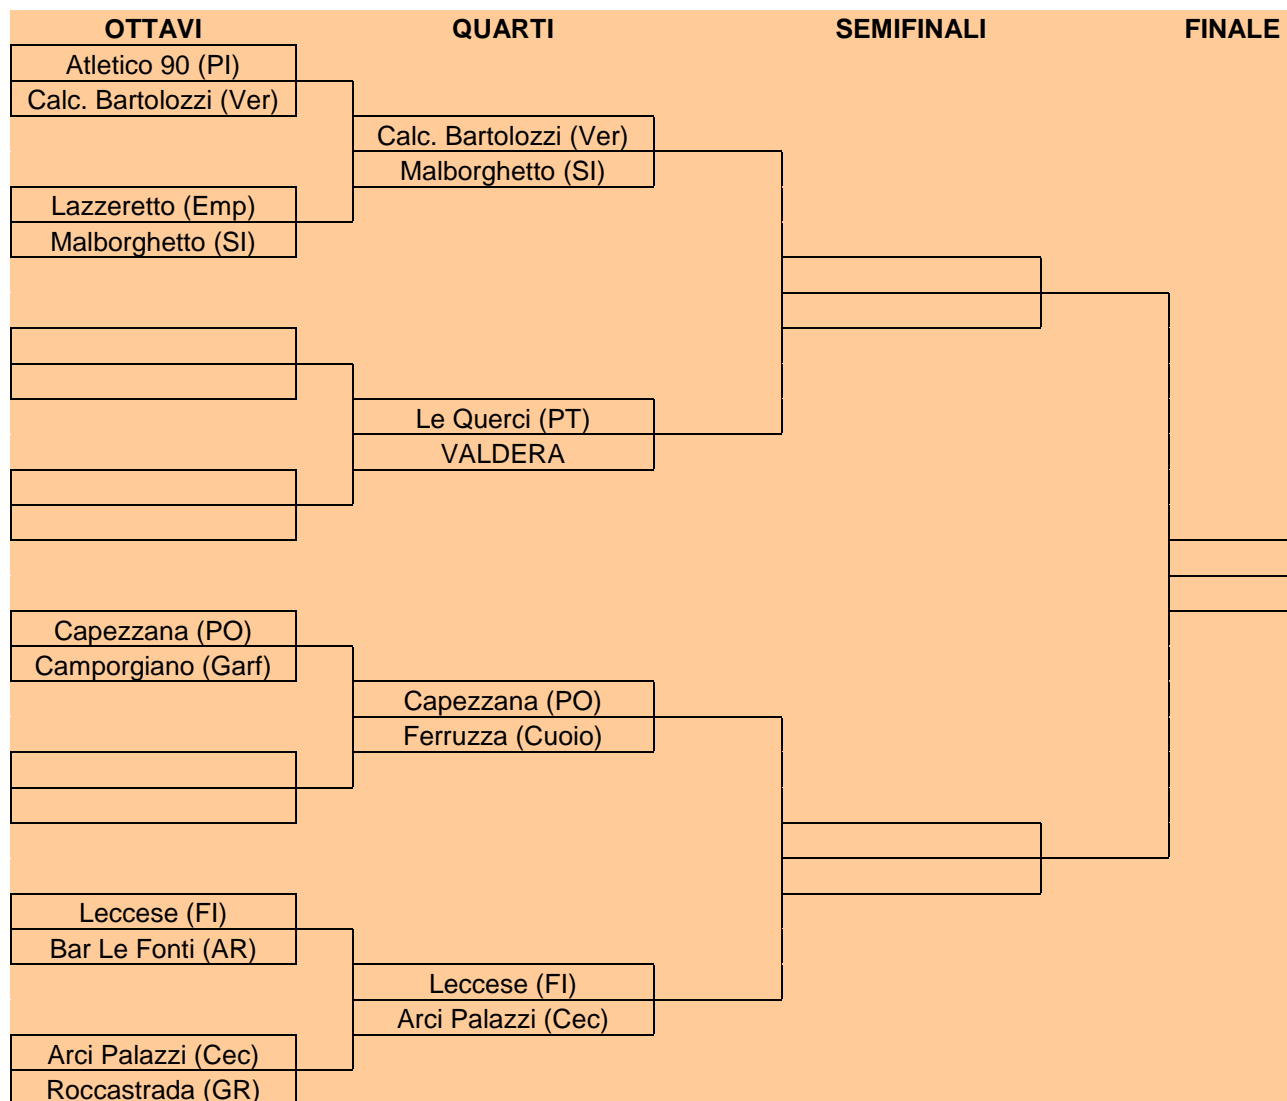 OTTAVI QUARTI SEMIFINALI FINALE
Atletico 90 (PI)
Calc. Bartolozzi (Ver)
Calc. Bartolozzi (Ver)
Malborghetto (SI)
Lazzeretto (Emp)
Malborghetto (SI)
Le Querci (PT)
VALDERA
Capezzana (PO)
Camporgiano (Garf)
Capezzana (PO)
Ferruzza (Cuoio)
Leccese (FI)
Bar Le Fonti (AR)
Leccese (FI)
Arci Palazzi (Cec)
Arci Palazzi (Cec)
Roccastrada (GR)